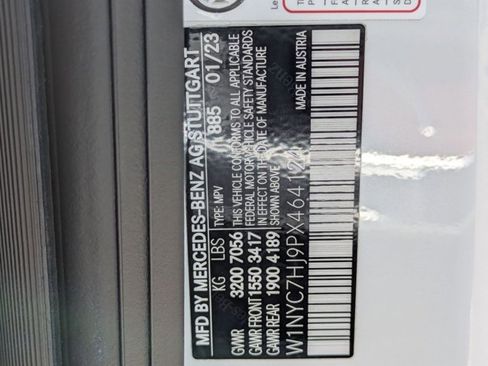 MFD BY MERCEDES-BENZ AG STUTTGART
885 01/23
KG LBS TYPE: MPV
GVWR 3200 7056 THIS VEHICLE CONFORMS TO ALL APPLICABLE
GAWR FRONT 1550 3417 FEDERAL MOTOR VEHICLE SAFETY STANDARDS
GAWR REAR 1900 4189 IN EFFECT ON THE DATE OF MANUFACTURE
SHOWN ABOVE MADE IN AUSTRIA
W1NYC7HJ9PX464124